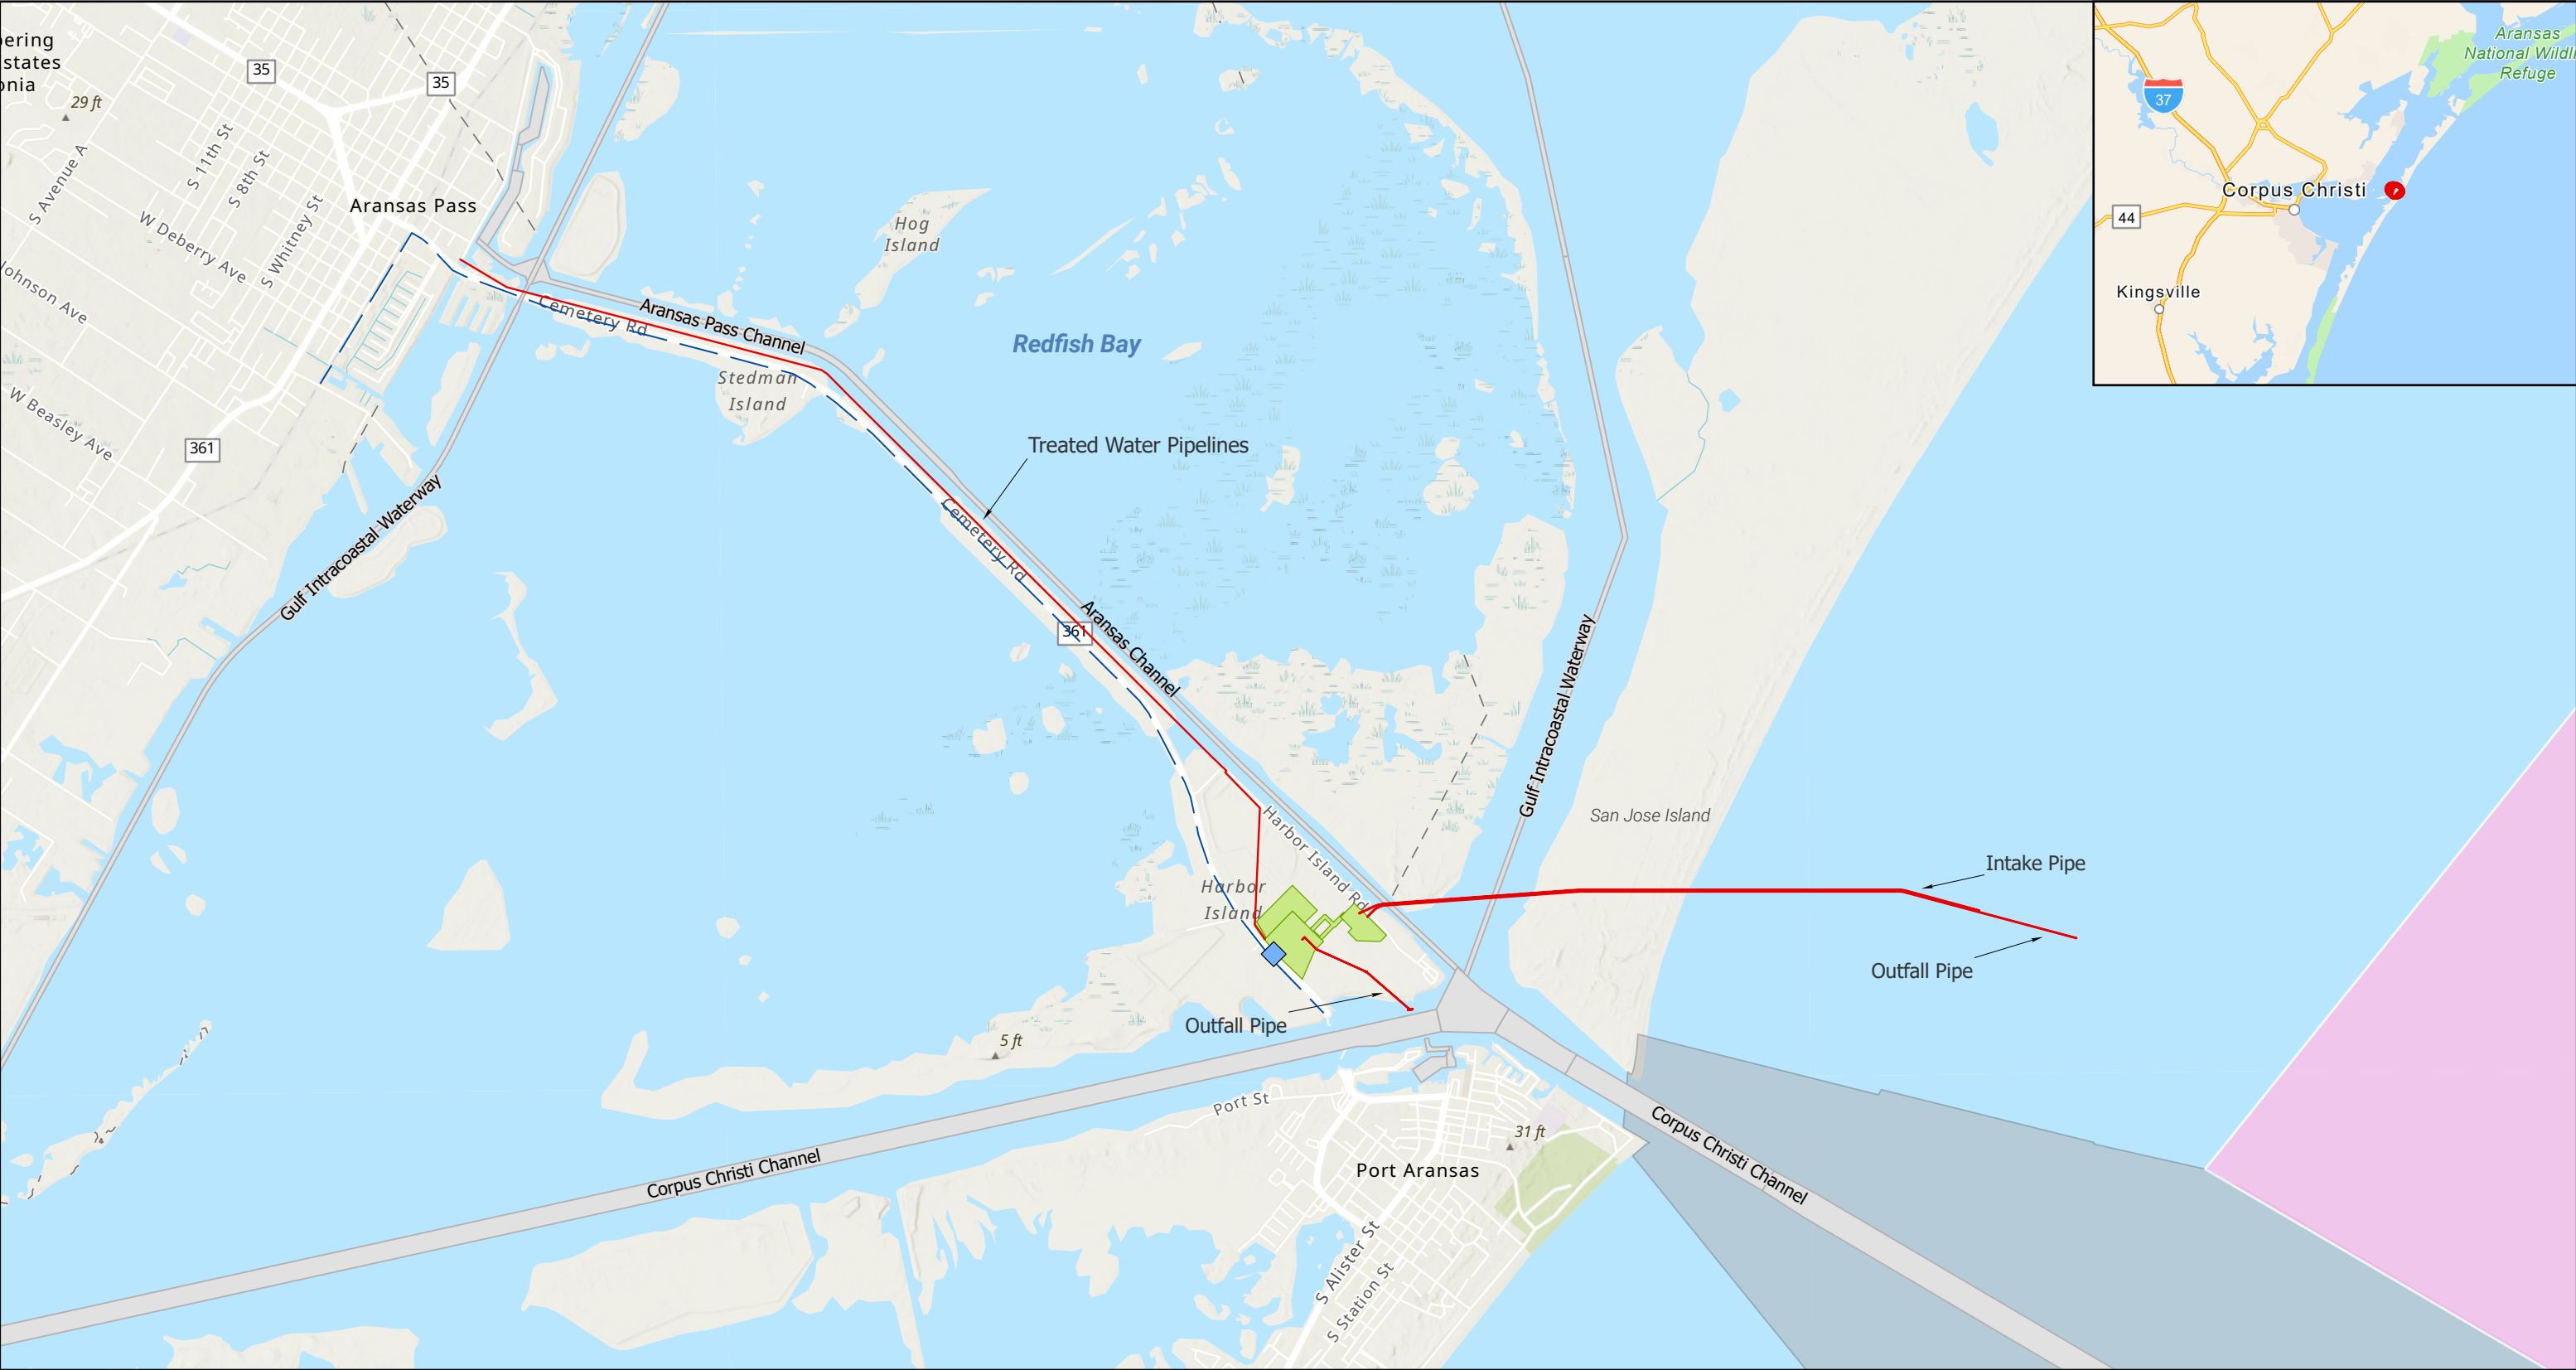 ering
states
onia
29 ft
35
35
S 11th St
S 8th St
S Avenue A
S Whitney St
W Deberry Ave
Johnson Ave
W Beasley Ave
361
Aransas Pass
Cemetery Rd
Aransas Pass Channel
Stedman
Island
Hog
Island
Redfish Bay
Treated Water Pipelines
Cemetery Rd
361
Aransas Channel
Gulf Intracoastal Waterway
Gulf Intracoastal Waterway
San Jose Island
Harbor Island Rd
Harbor
Island
Intake Pipe
Outfall Pipe
Outfall Pipe
5 ft
Port St
31 ft
Port Aransas
Corpus Christi Channel
Corpus Christi Channel
S Alister St
S Station St
Aransas
National Wildli
Refuge
37
Corpus Christi
44
Kingsville